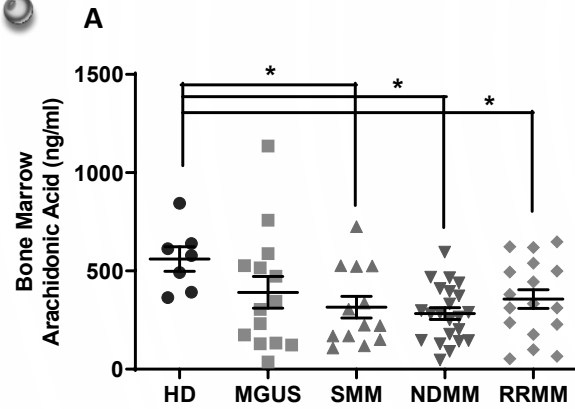 A
*
*
*
1500
1000
500
0
Bone Marrow
Arachidonic Acid (ng/ml)
HD MGUS SMM NDMM RRMM